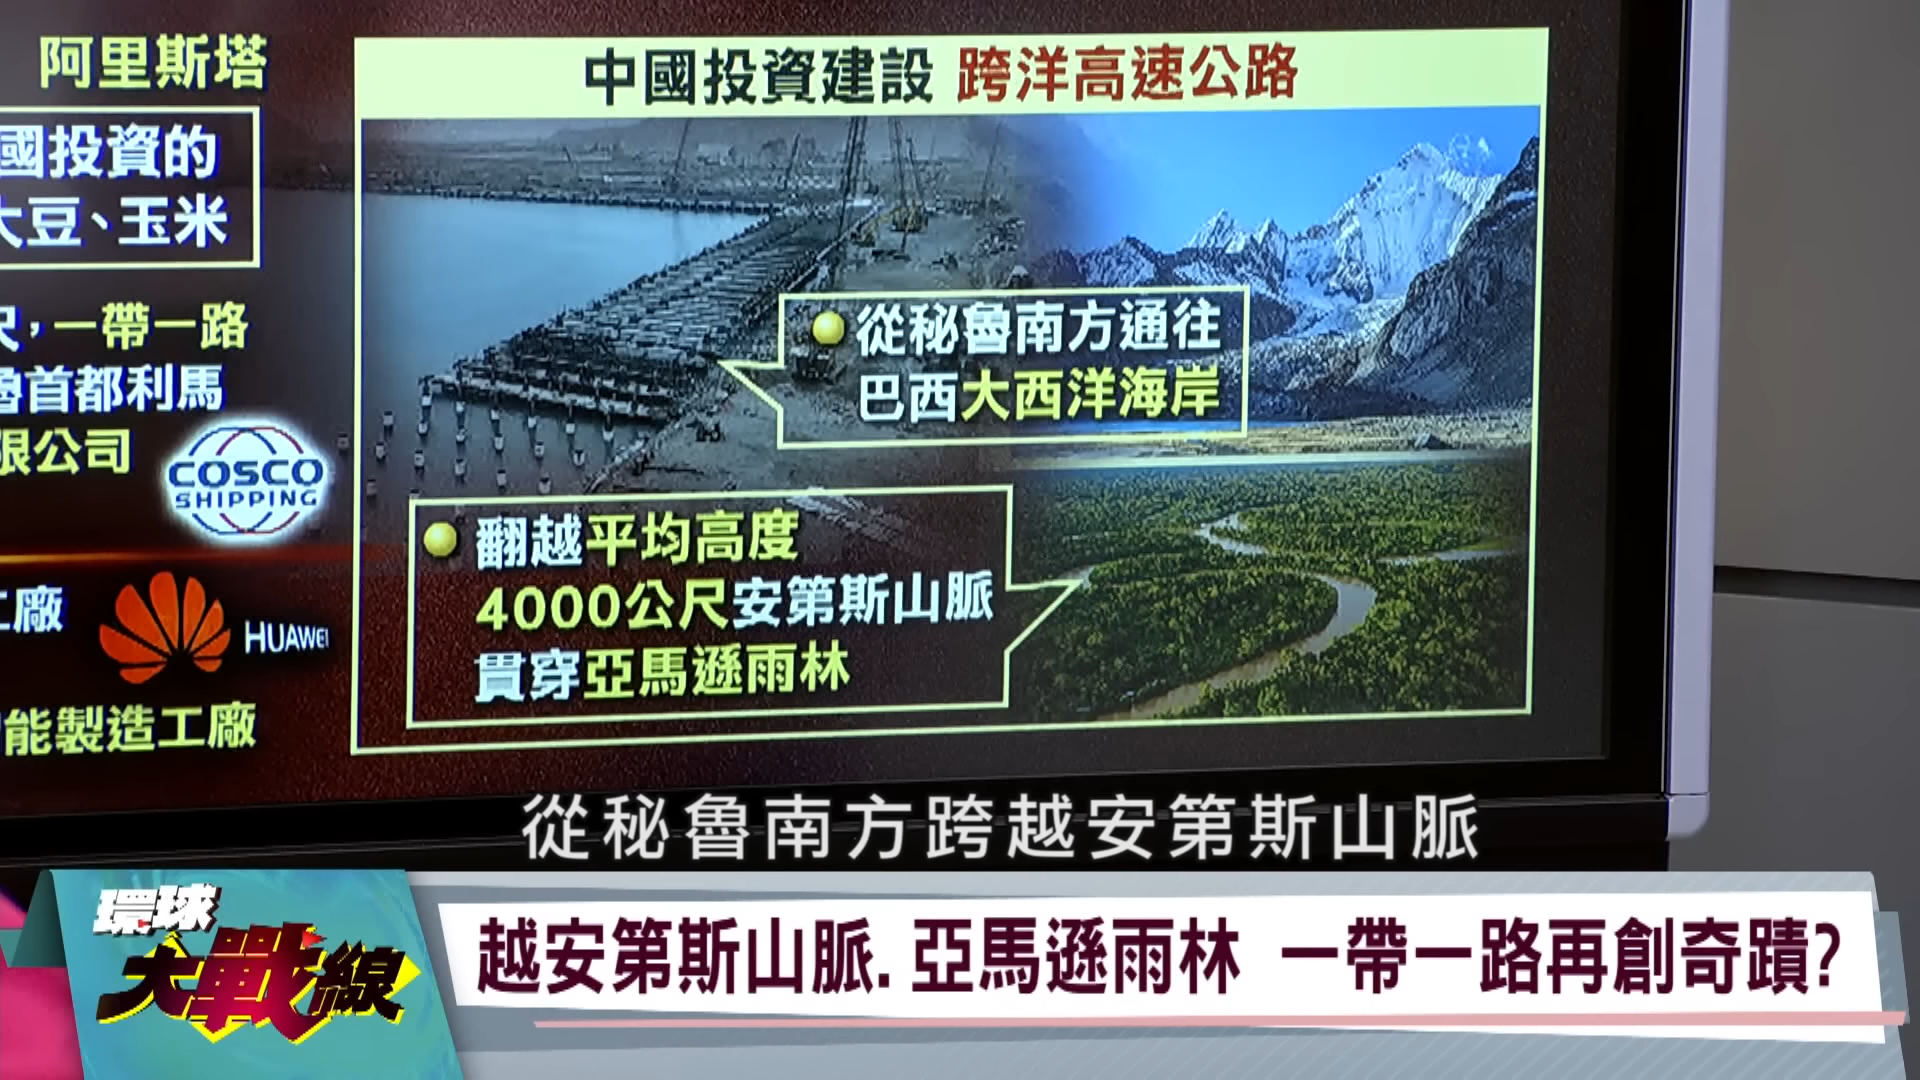 阿里斯塔
國投資的
大豆、玉米
尺,一帶一路
魯首都利馬
限公司
COSCO
SHIPPING
工廠
HUAWEI
能製造工廠
中國投資建設 跨洋高速公路
從秘魯南方通往
巴西大西洋海岸
翻越平均高度
4000公尺安第斯山脈
貫穿亞馬遜雨林
從秘魯南方跨越安第斯山脈
環球
大戰線
越安第斯山脈.亞馬遜雨林 一帶一路再創奇蹟?